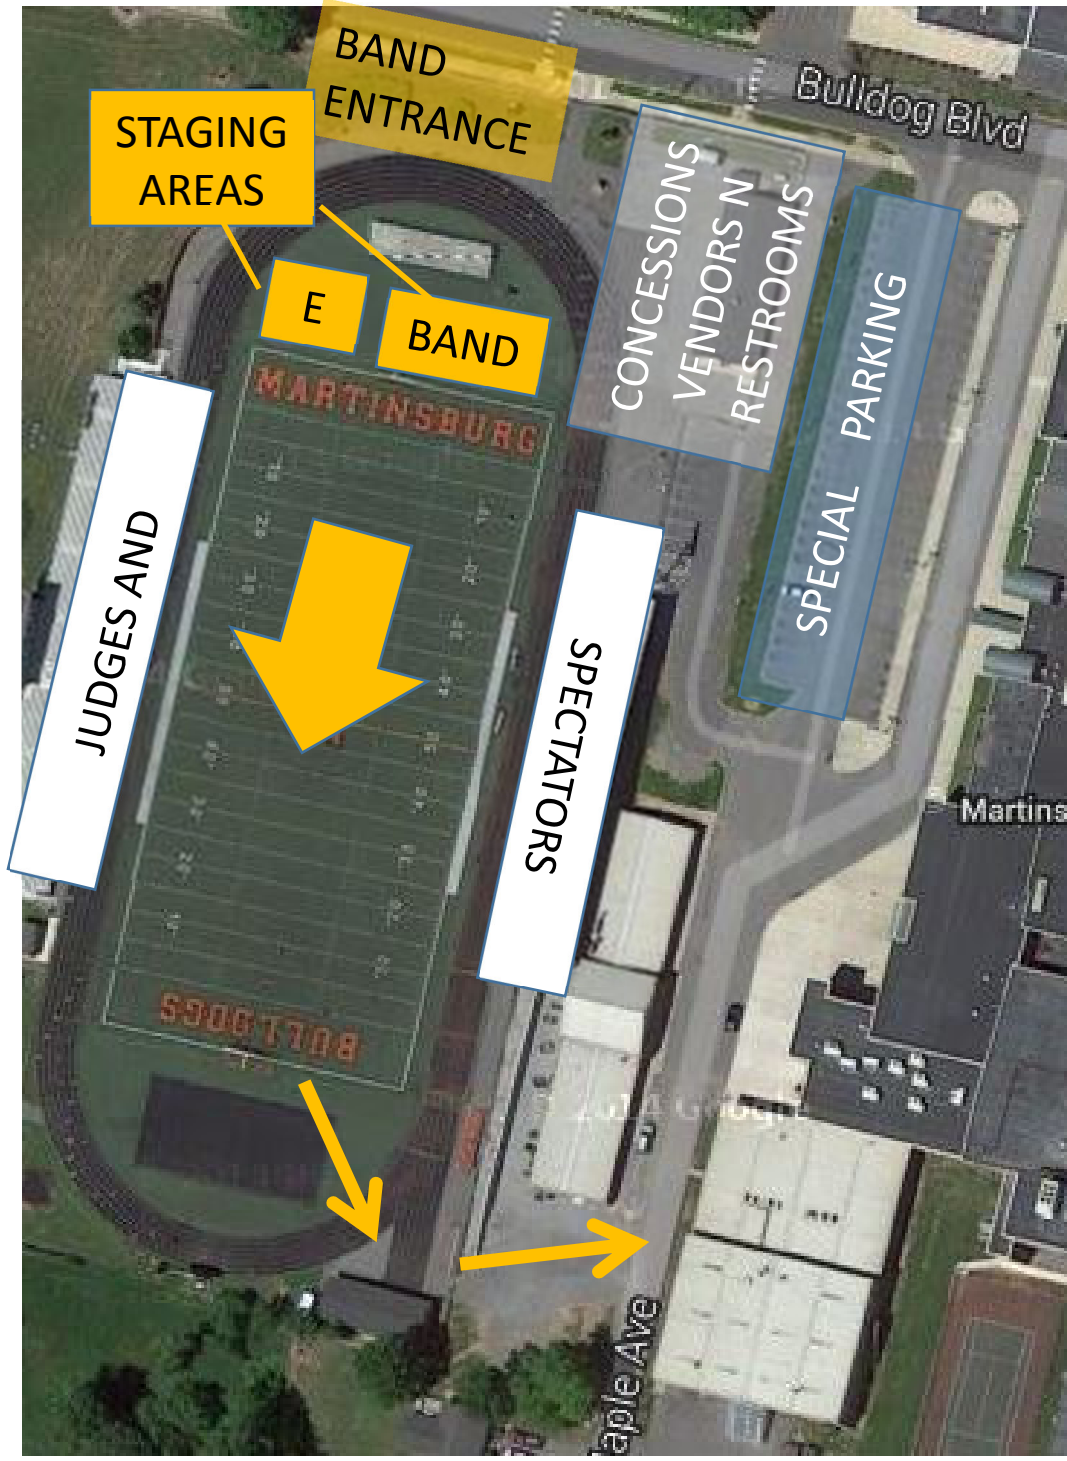 BAND
ENTRANCE
Bulldog Blvd
STAGING
AREAS
CONCESSIONS
VENDORS N
RESTROOMS
E
BAND
SPECIAL PARKING
MARTINSBURG
JUDGES AND
SPECTATORS
Martins
BULLDOGS
aple Ave